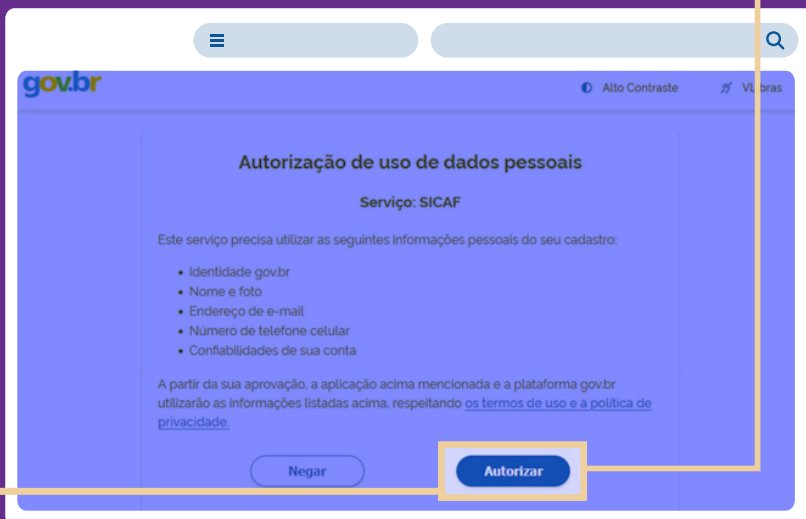 gov.br
Alto Contraste
VLibras
Autorização de uso de dados pessoais
Serviço: SICAF
Este serviço precisa utilizar as seguintes informações pessoais do seu cadastro:
• Identidade gov.br
• Nome e foto
• Endereço de e-mail
• Número de telefone celular
• Confiabilidades de sua conta
A partir da sua aprovação, a aplicação acima mencionada e a plataforma gov.br
utilizarão as informações listadas acima, respeitando os termos de uso e a política de
privacidade.
Negar
Autorizar